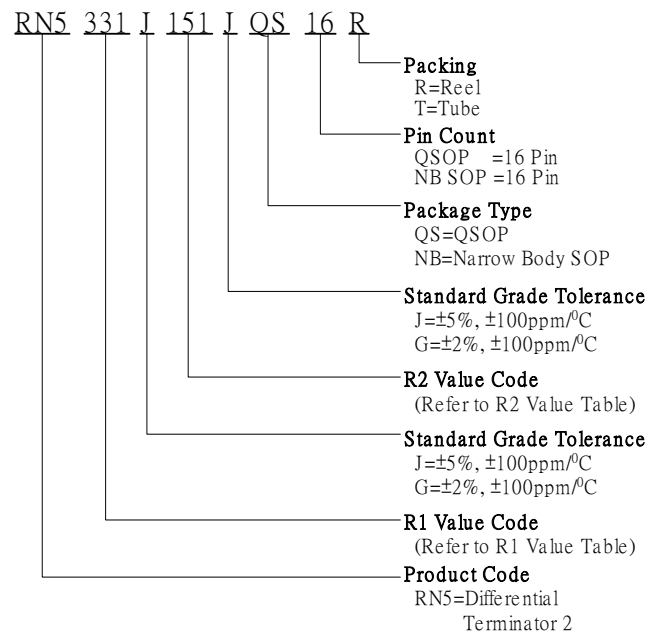 RN5 331 J 151 J QS 16 R
Packing
R=Reel
T=Tube
Pin Count
QSOP =16 Pin
NB SOP =16 Pin
Package Type
QS=QSOP
NB=Narrow Body SOP
Standard Grade Tolerance
J=±5%, ±100ppm/⁰C
G=±2%, ±100ppm/⁰C
R2 Value Code
(Refer to R2 Value Table)
Standard Grade Tolerance
J=±5%, ±100ppm/⁰C
G=±2%, ±100ppm/⁰C
R1 Value Code
(Refer to R1 Value Table)
Product Code
RN5=Differential
Terminator 2